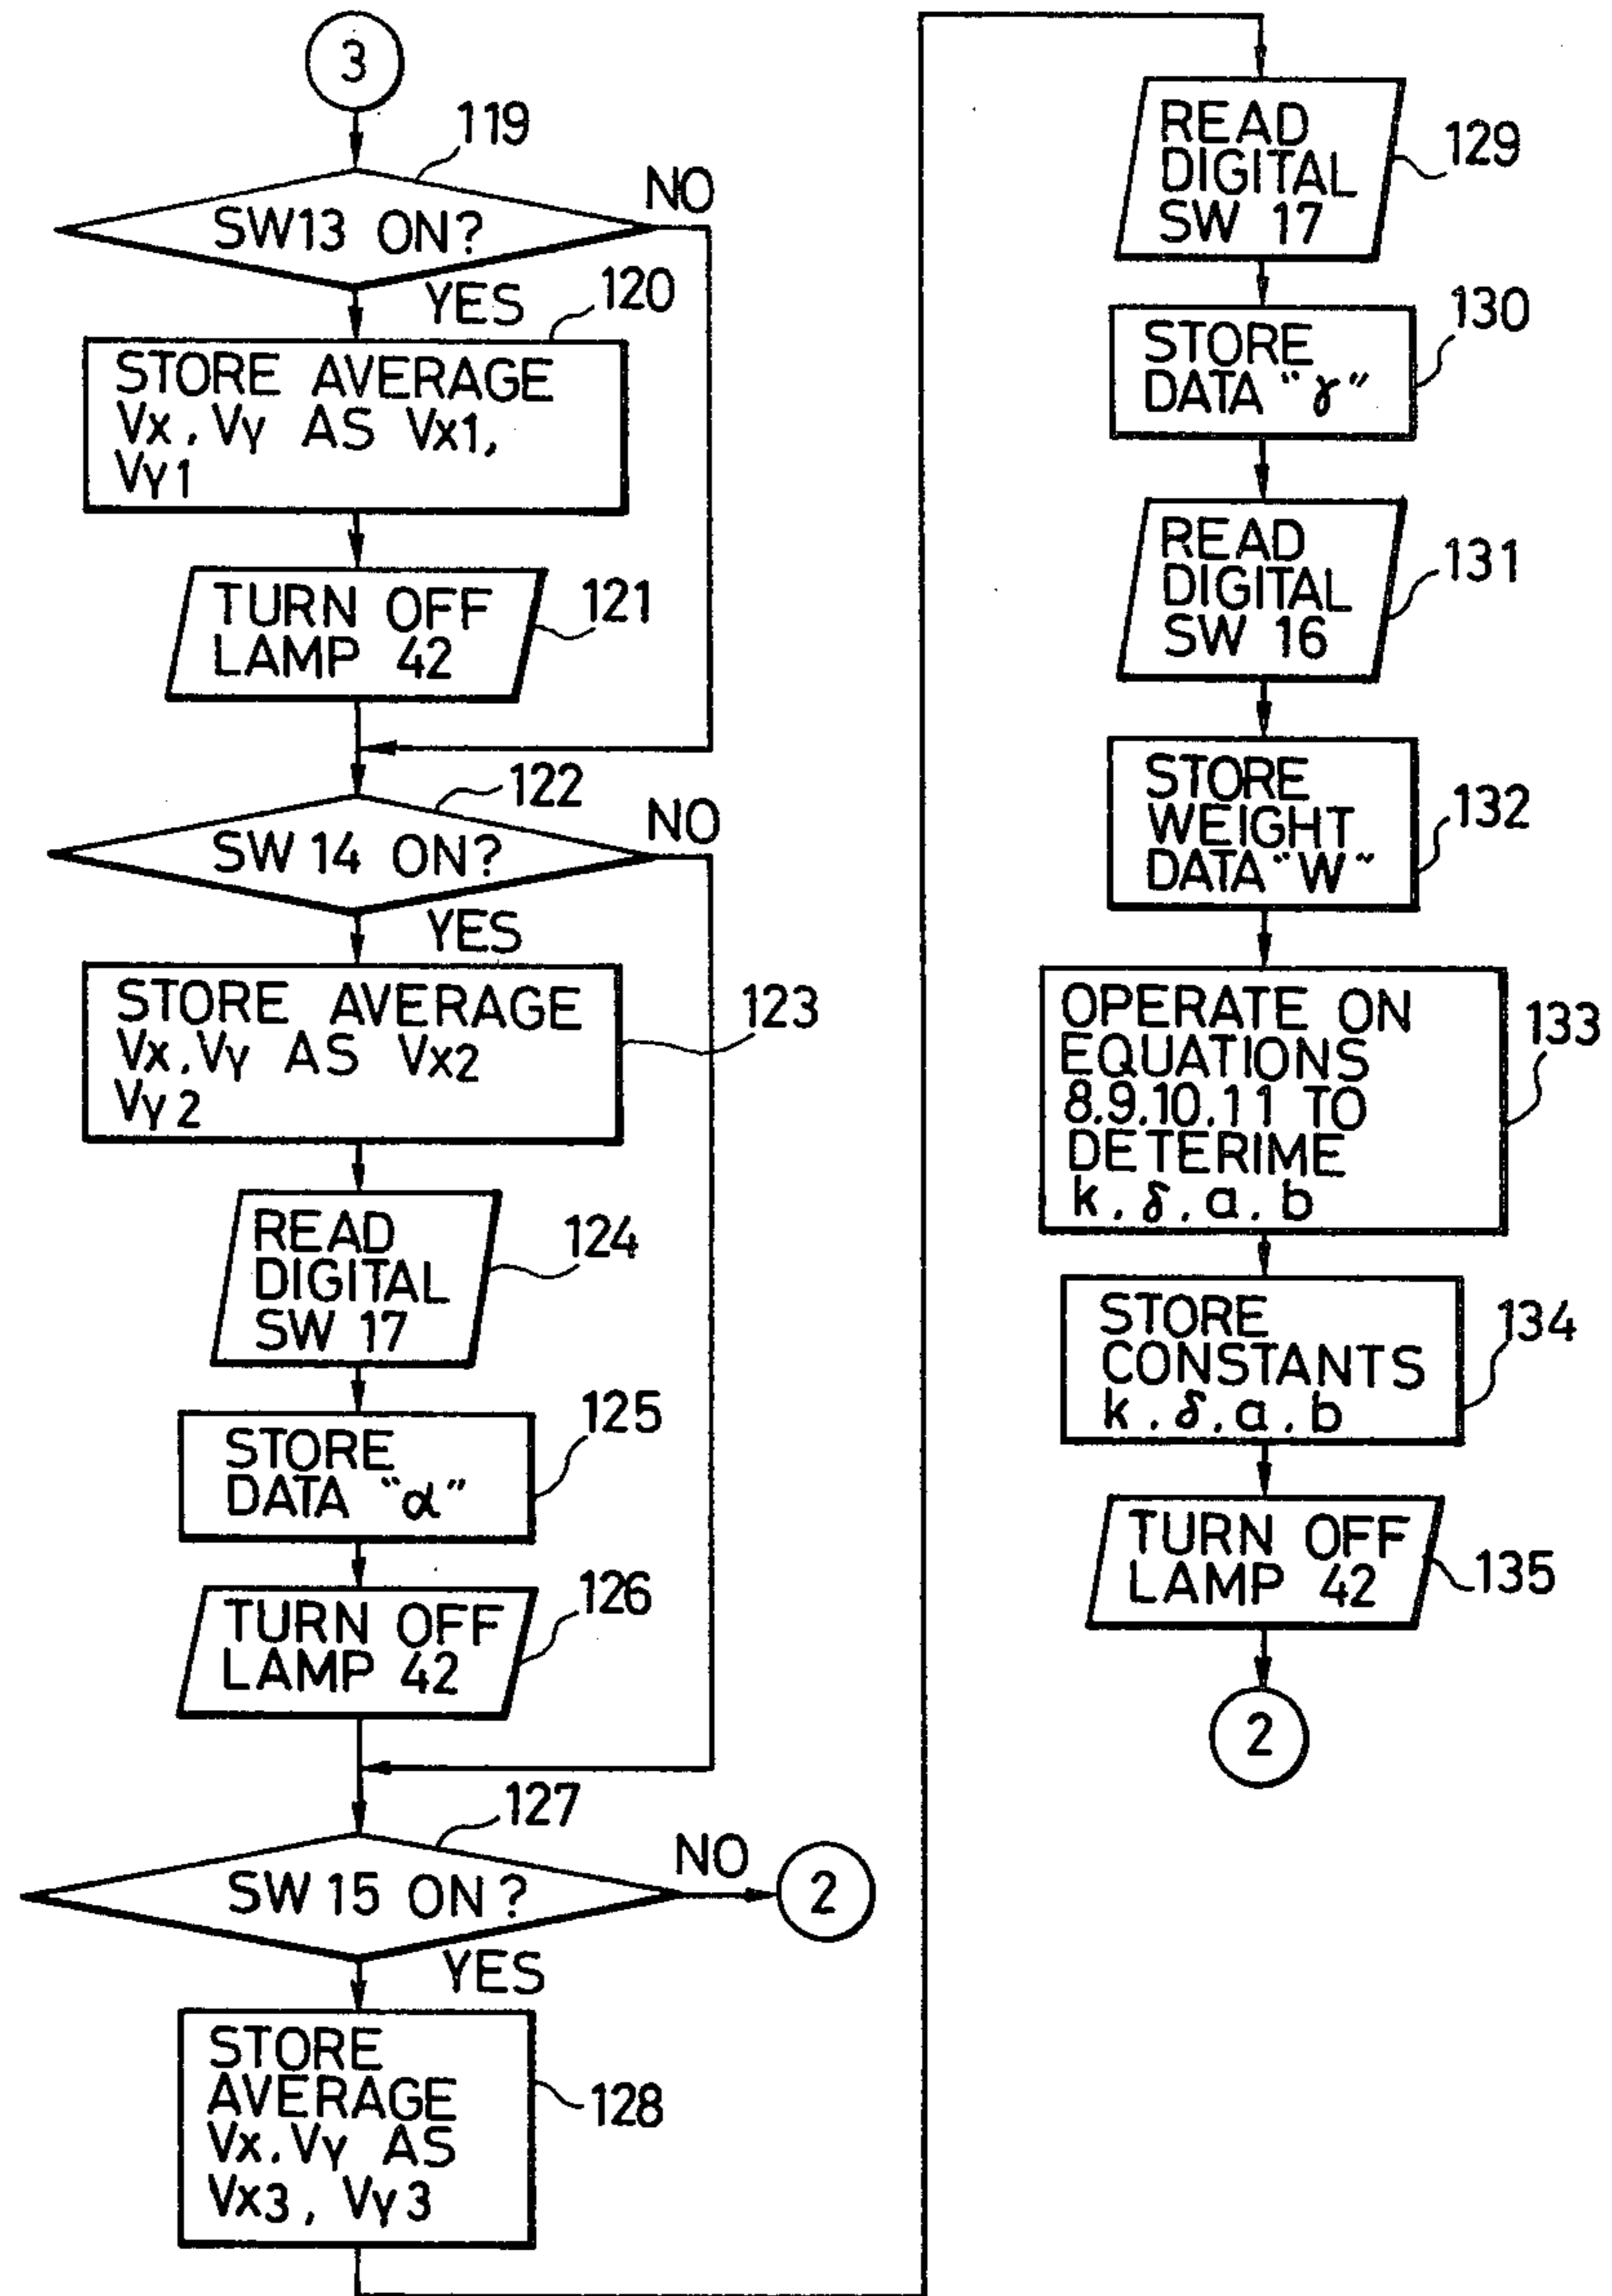 3
119
SW13 ON?
NO
YES
120
STORE AVERAGE
Vx, Vy AS Vx1,
Vy1
TURN OFF
LAMP 42
121
122
SW 14 ON?
NO
YES
STORE AVERAGE
Vx, Vy AS Vx2
Vy2
123
READ
DIGITAL
SW 17
124
STORE
DATA "α"
125
TURN OFF
LAMP 42
126
127
SW 15 ON?
NO
2
YES
STORE
AVERAGE
Vx, Vy AS
Vx3, Vy3
128
READ
DIGITAL
SW 17
129
STORE
DATA "γ"
130
READ
DIGITAL
SW 16
131
STORE
WEIGHT
DATA "W"
132
OPERATE ON
EQUATIONS
8.9.10.11 TO
DETERIME
k, δ, a, b
133
STORE
CONSTANTS
k, δ, a, b
134
TURN OFF
LAMP 42
135
2